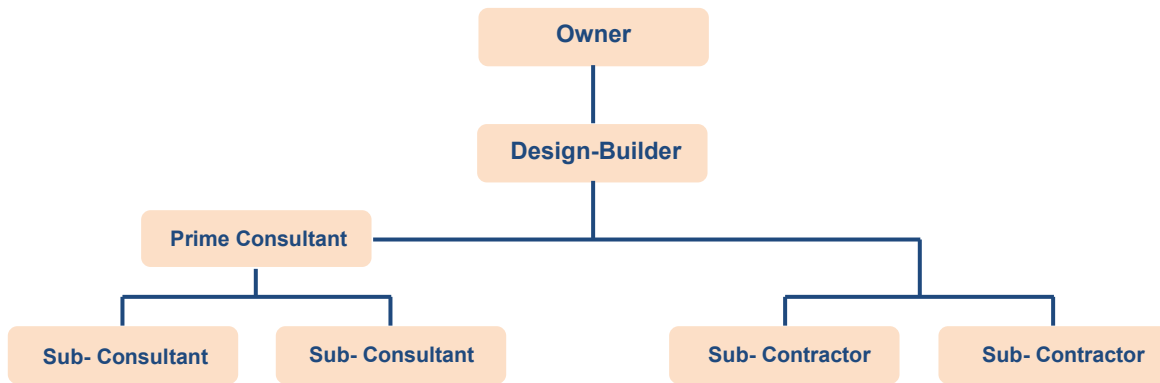 Owner
Design-Builder
Prime Consultant
Sub- Consultant
Sub- Consultant
Sub- Contractor
Sub- Contractor